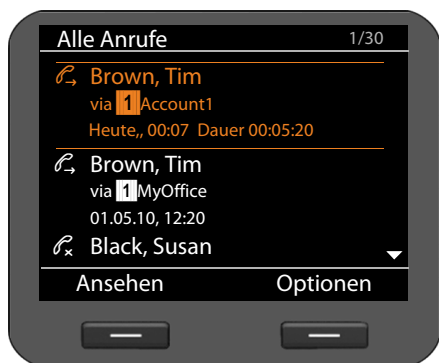 Alle Anrufe 1/30
Brown, Tim
via 1 Account1
Heute,, 00:07 Dauer 00:05:20
Brown, Tim
via 1 MyOffice
01.05.10, 12:20
Black, Susan
Ansehen Optionen